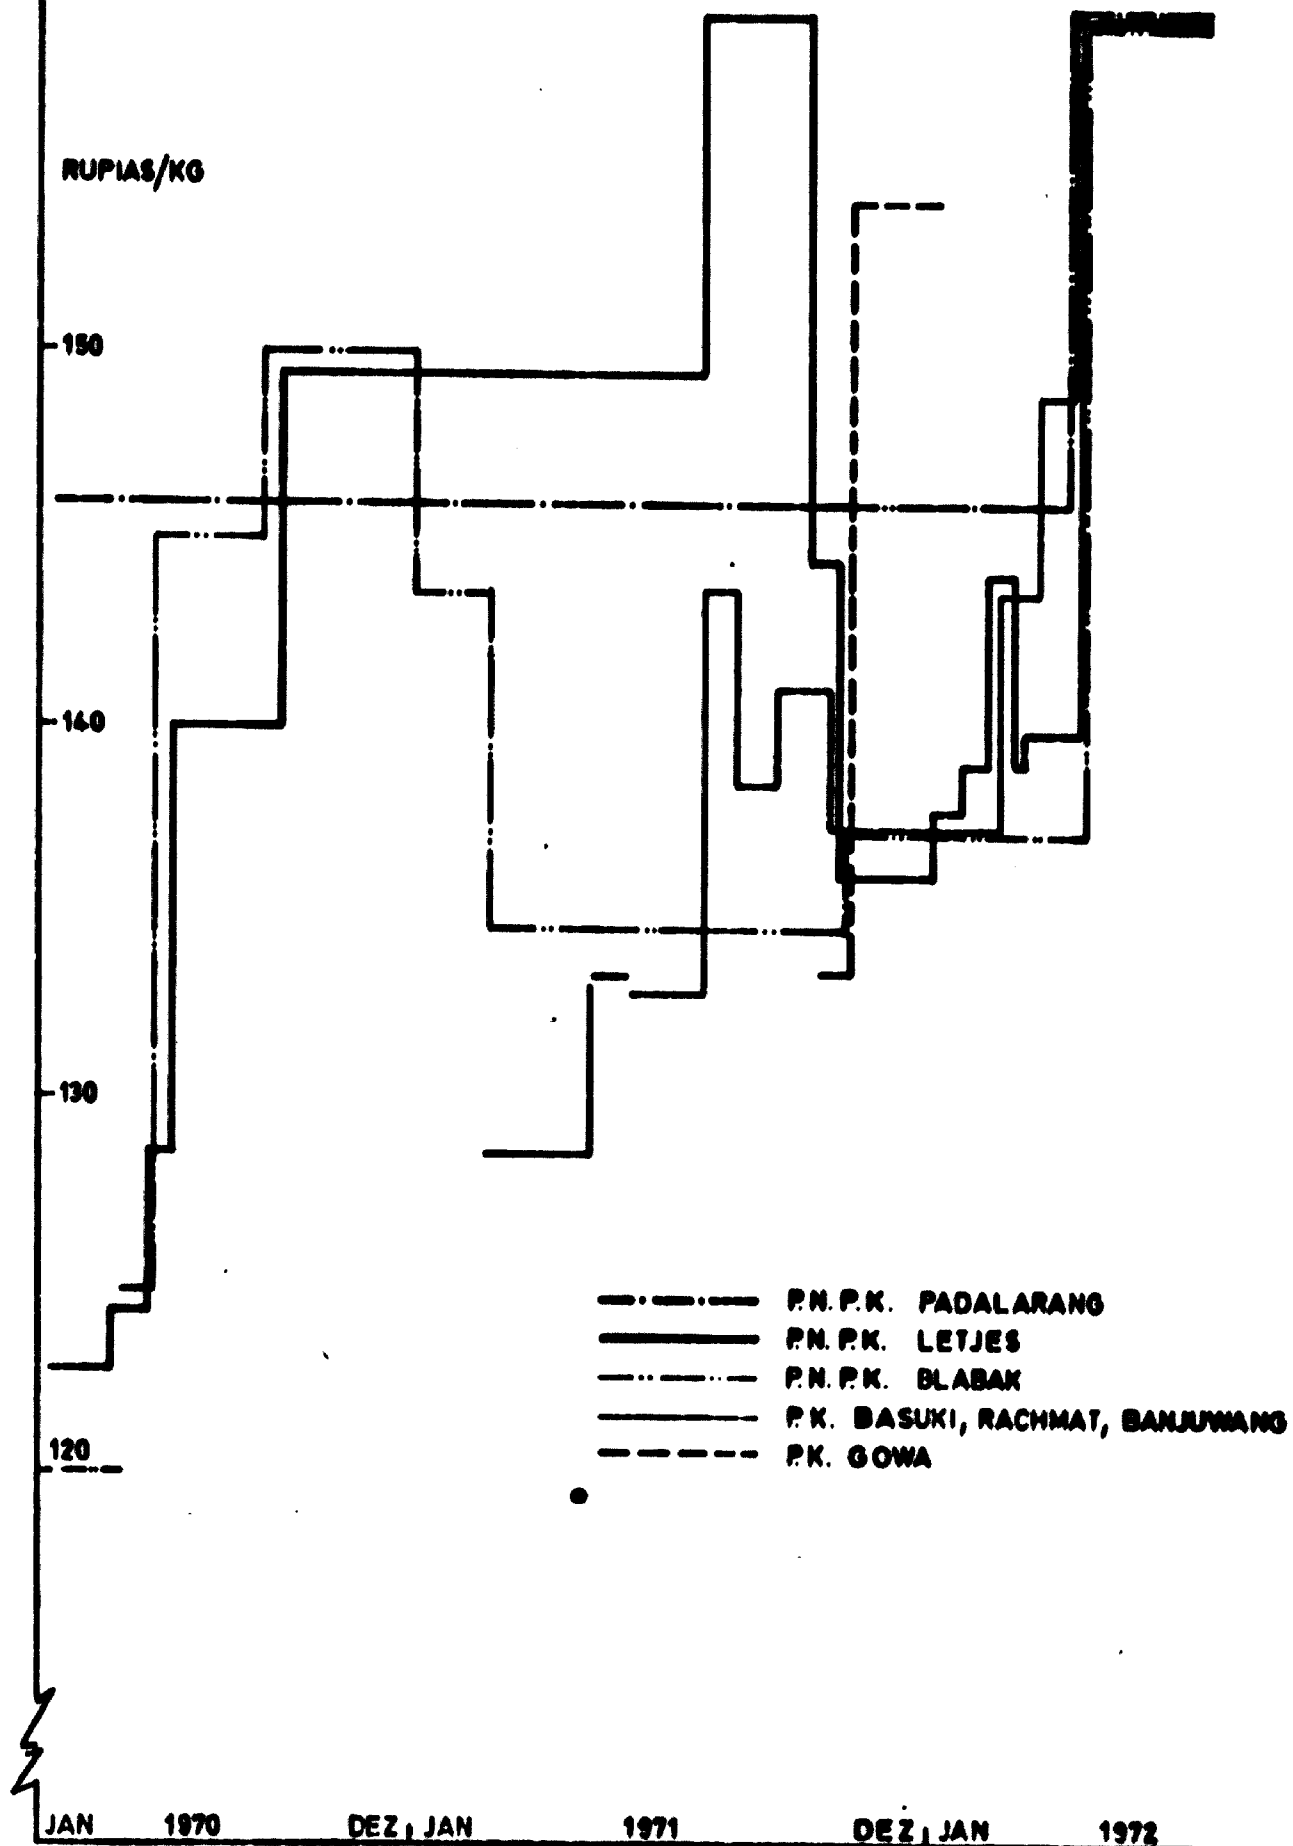 RUPIAS/KG
150
140
130
P.N. P.K. PADALARANG
P.N. P.K. LETJES
P.N. P.K. BLABAK
P.K. BASUKI, RACHMAT, BANJUWANG
120
P.K. GOWA
JAN 1970 DEZ JAN 1971 DEZ JAN 1972